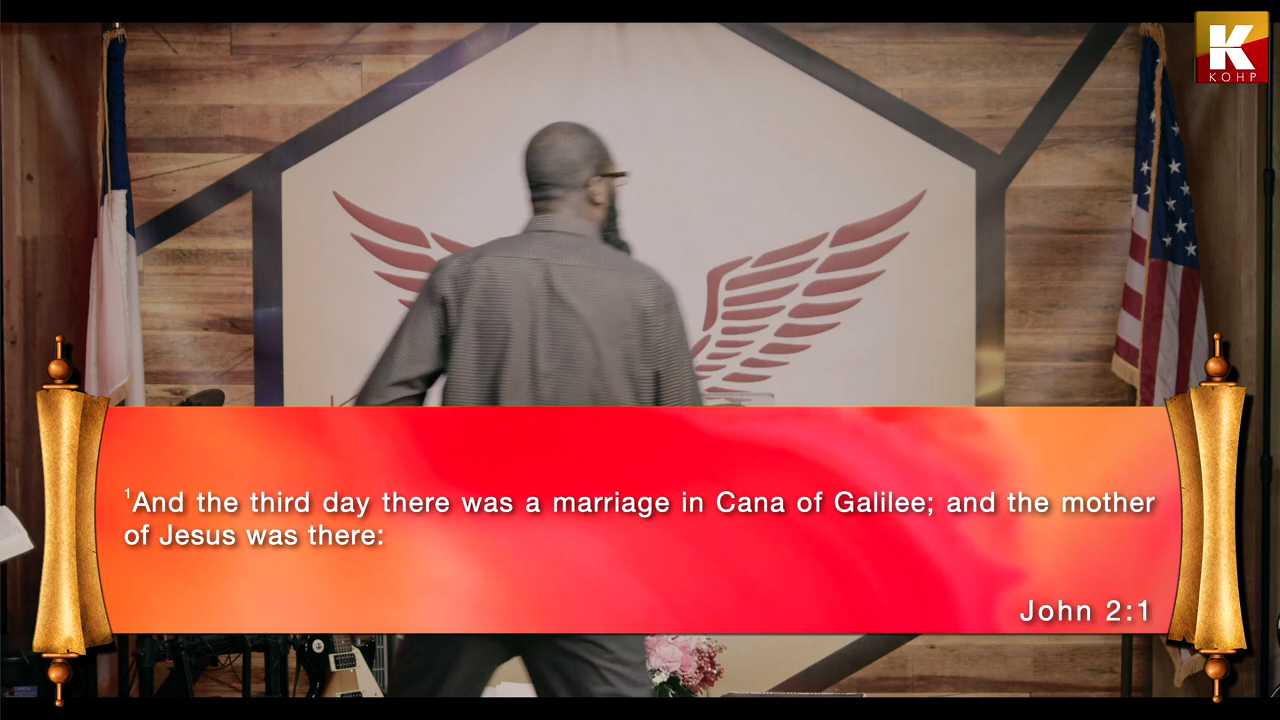 K
KOHP
¹And the third day there was a marriage in Cana of Galilee; and the mother
of Jesus was there:
John 2:1